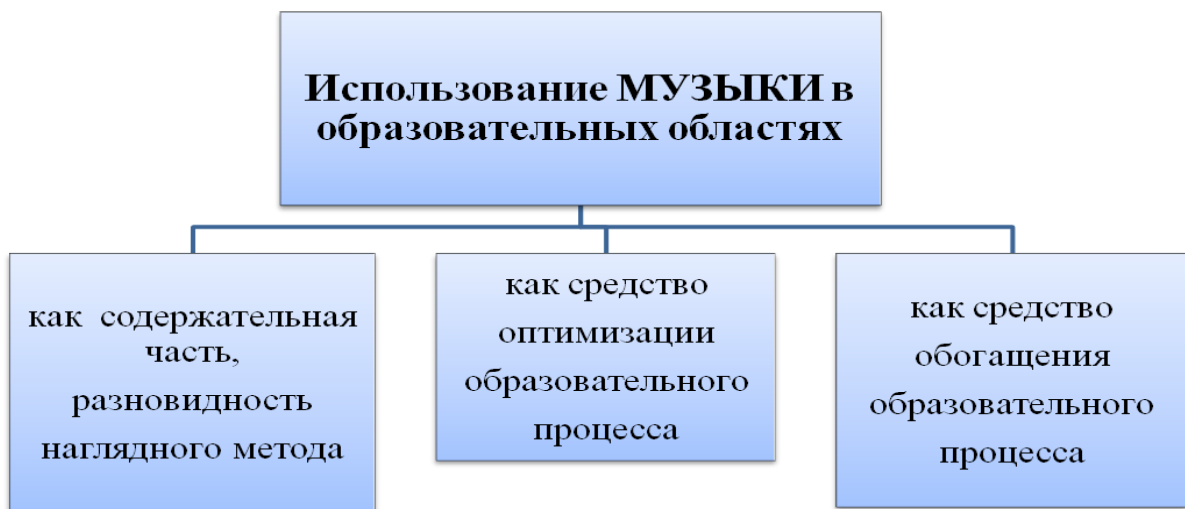 Использование МУЗЫКИ в
образовательных областях
как содержательная
часть,
разновидность
наглядного метода
как средство
оптимизации
образовательного
процесса
как средство
обогащения
образовательного
процесса